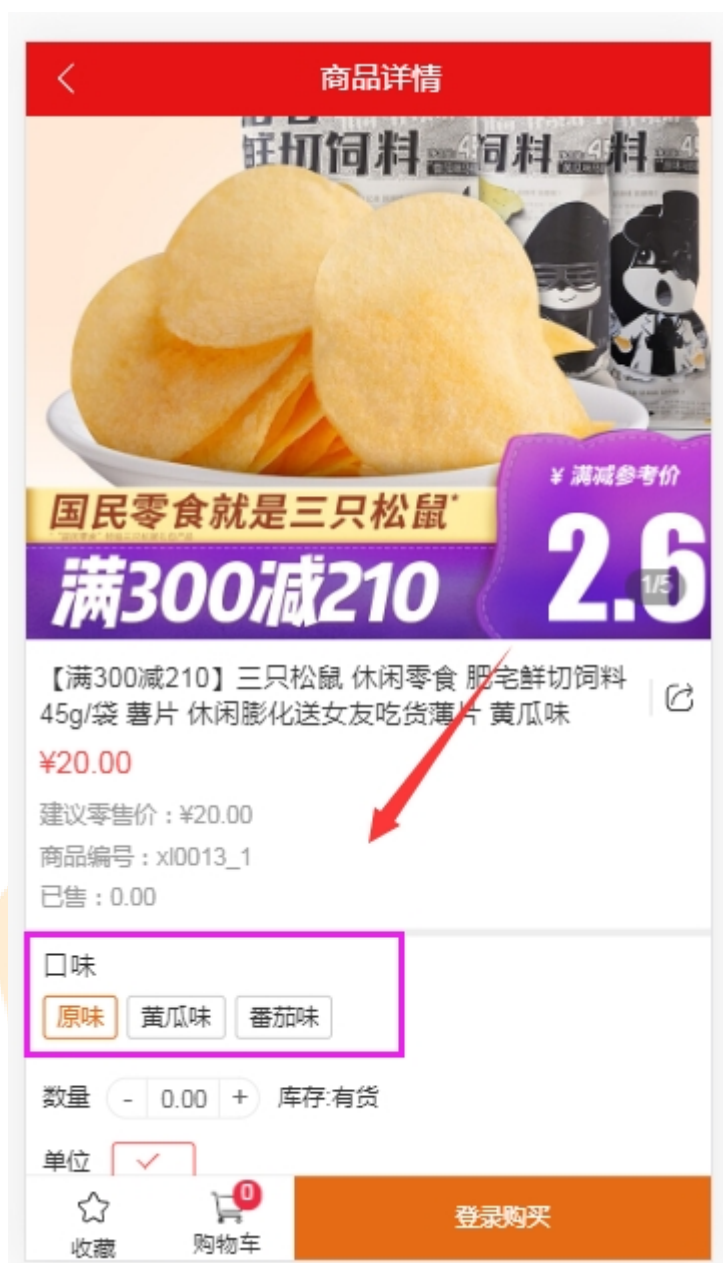 商品详情
鲜切饲料
饲料
料
¥ 满减参考价
国民零食就是三只松鼠*
满300减210
2.6
1/5
【满300减210】三只松鼠 休闲零食 肥宅鲜切饲料
45g/袋 薯片 休闲膨化送女友吃货薄片 黄瓜味
¥20.00
建议零售价：¥20.00
商品编号：xl0013_1
已售：0.00
口味
原味 黄瓜味 番茄味
数量 - 0.00 + 库存:有货
单位
0
收藏 购物车 登录购买